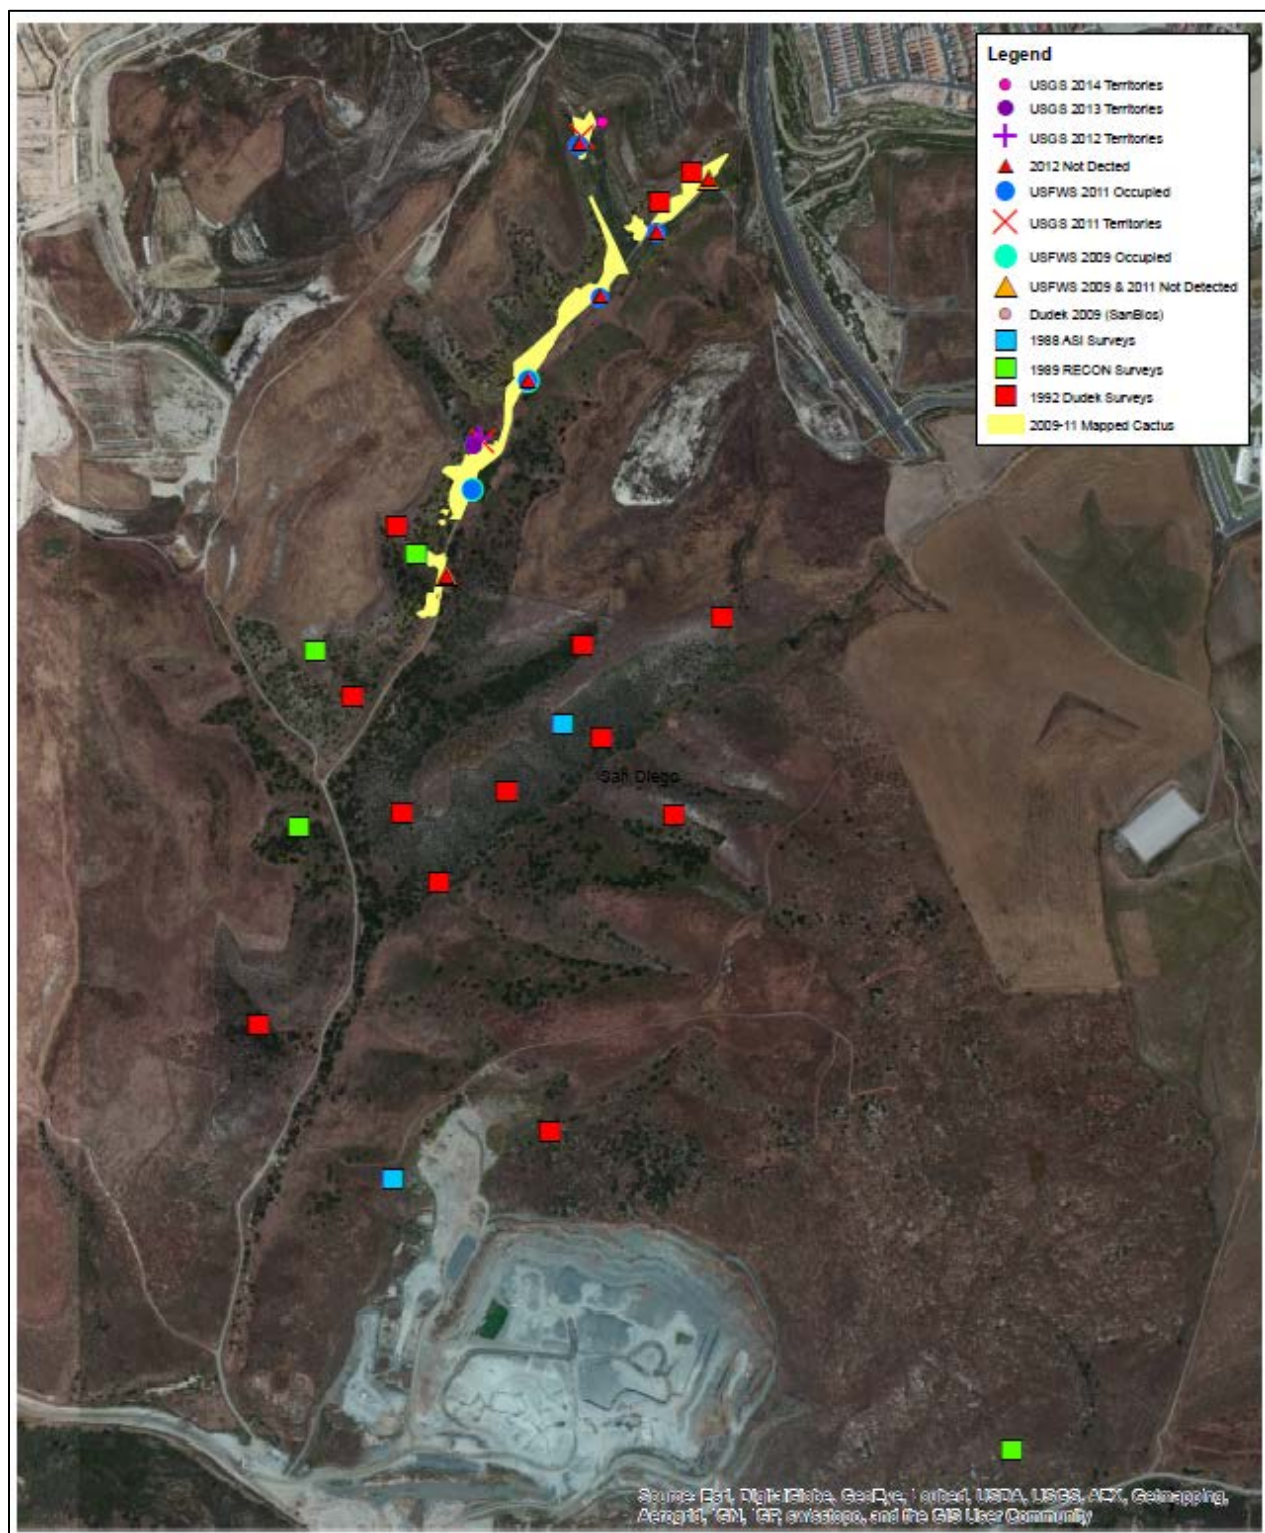 Legend
USGS 2014 Territories
USGS 2013 Territories
USGS 2012 Territories
2012 Not Dected
USFWS 2011 Occupied
USGS 2011 Territories
USFWS 2009 Occupied
USFWS 2009 & 2011 Not Detected
Dudek 2009 (SanBios)
1988 ASI Surveys
1989 RECON Surveys
1992 Dudek Surveys
2009-11 Mapped Cactus
San Diego
Source: Esri, DigitalGlobe, GeoEye, USDA, USGS, AEX, Getmapping,
Aerogrid, IGN, IGP, swisstopo, and the GIS User Community